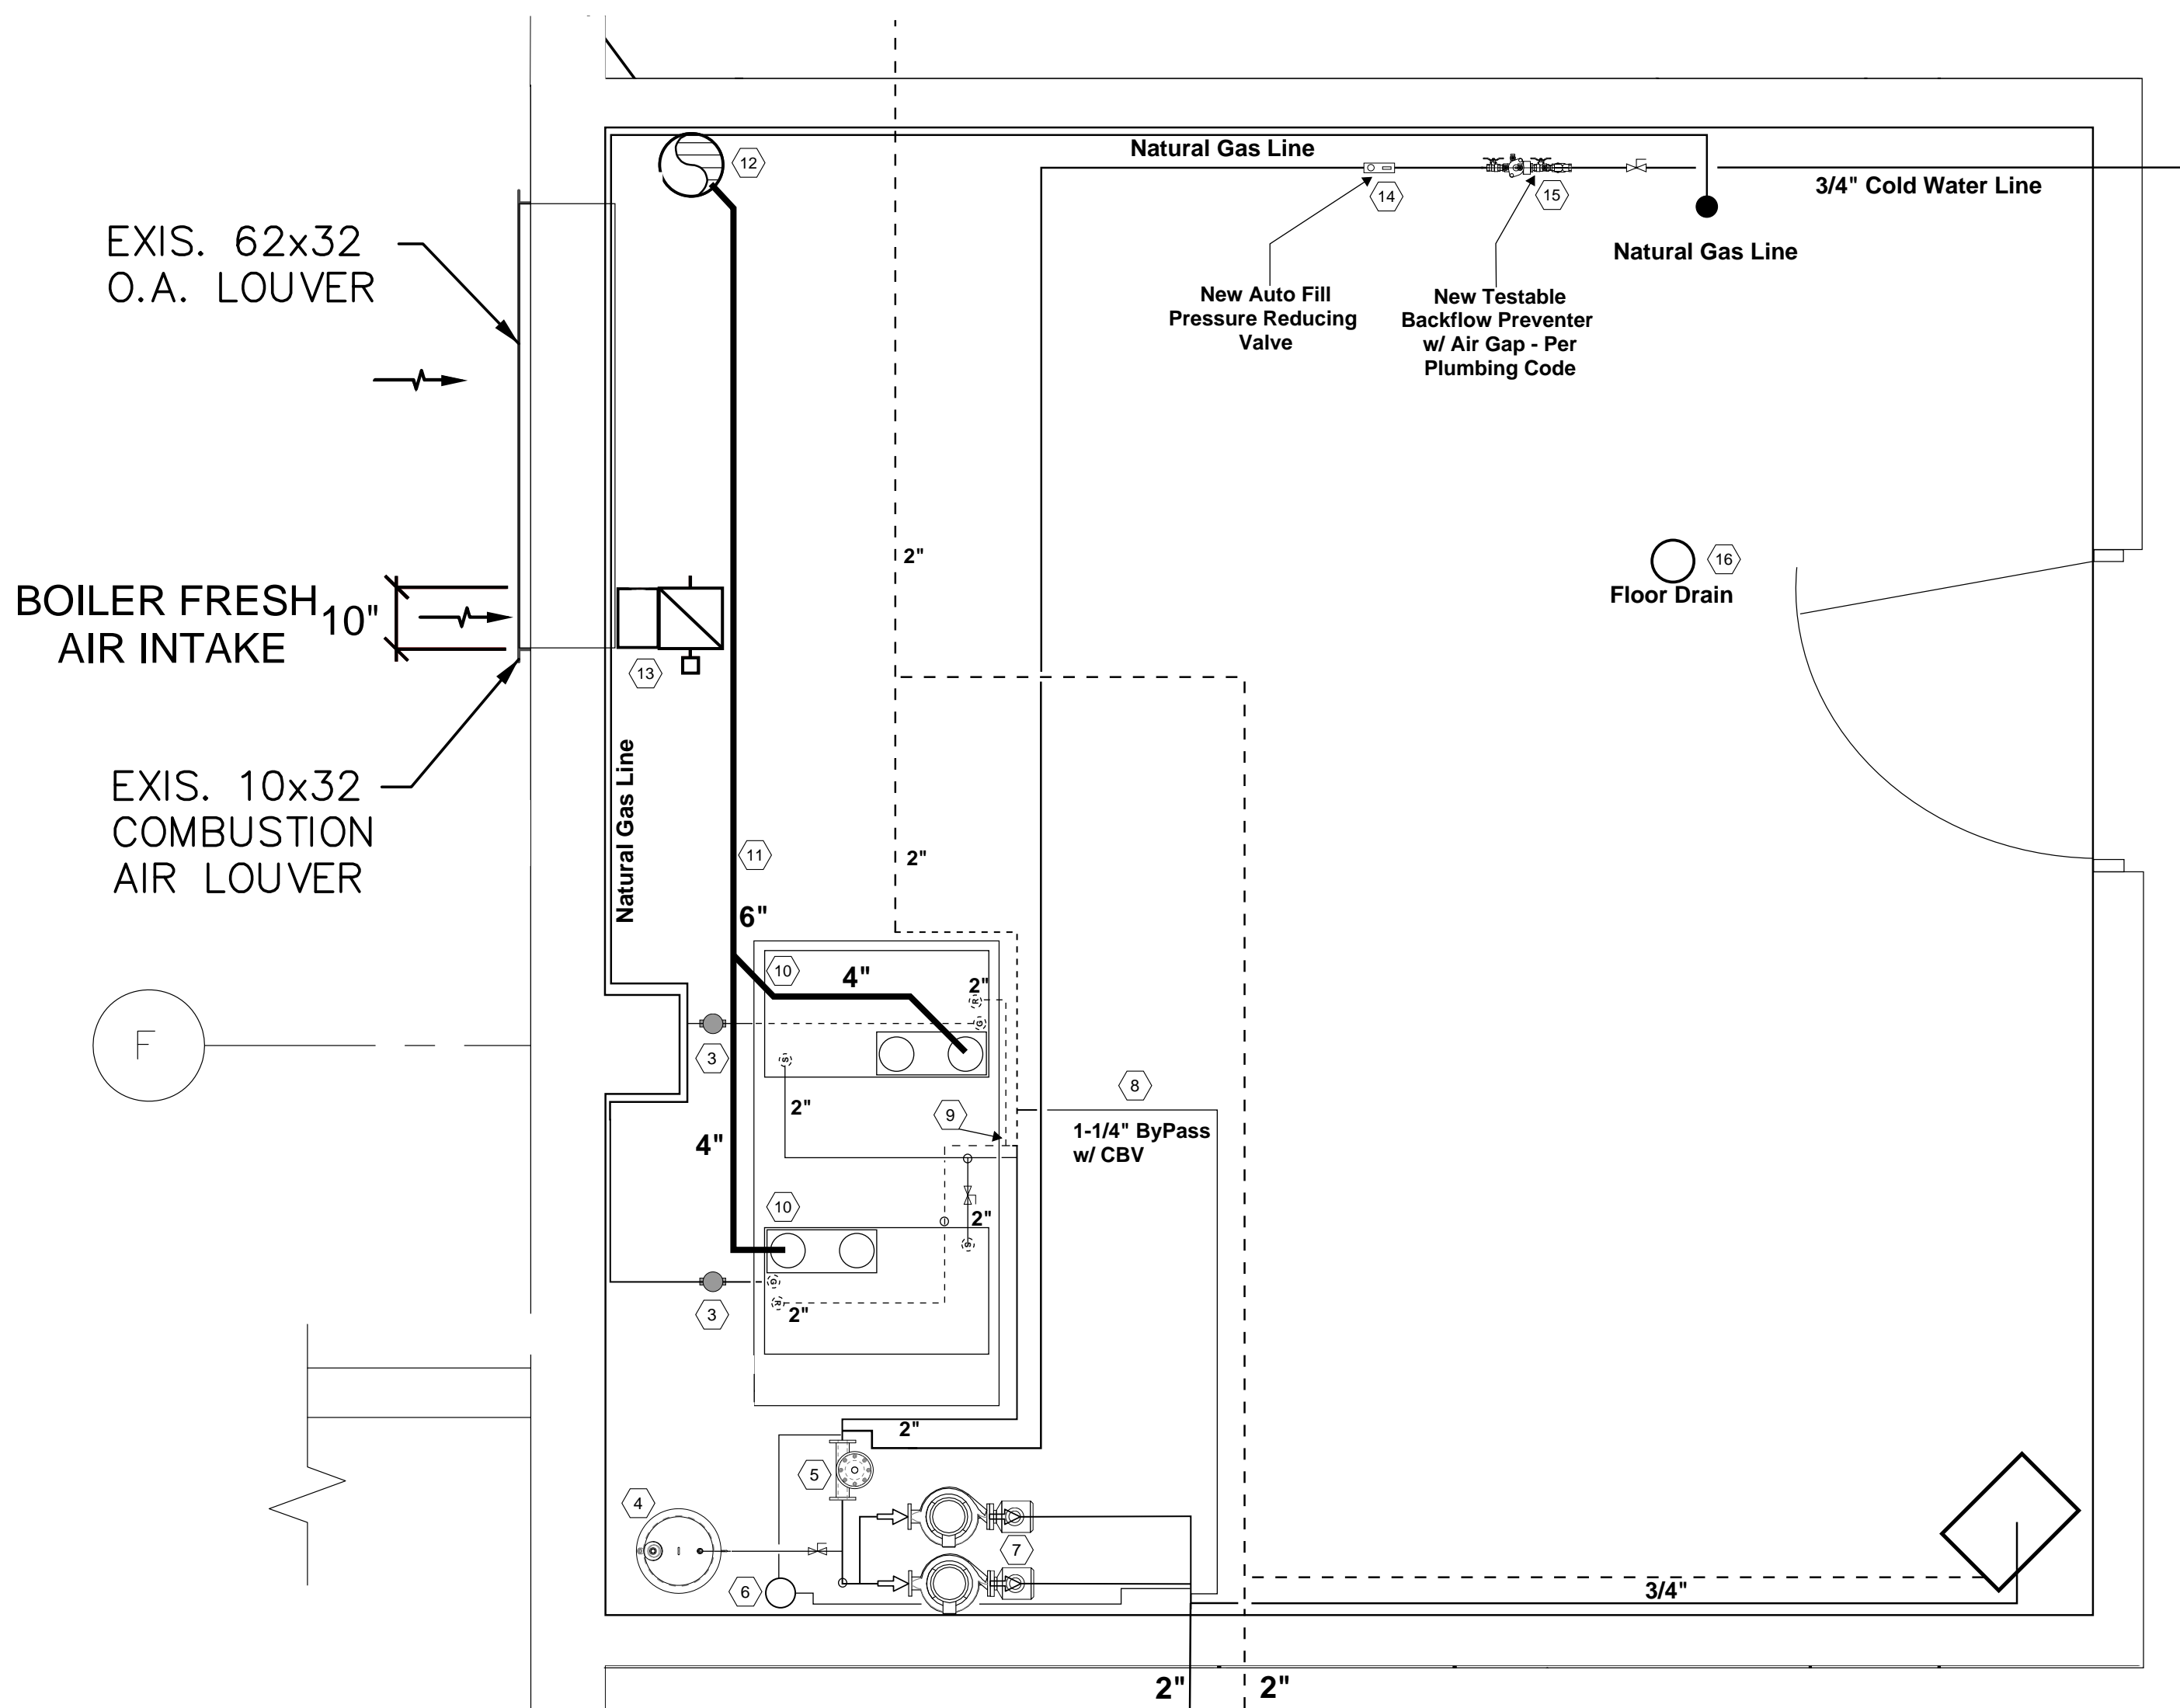 12
Natural Gas Line
14
15
3/4" Cold Water Line
EXIS. 62x32
O.A. LOUVER
Natural Gas Line
New Auto Fill
Pressure Reducing
Valve
New Testable
Backflow Preventer
w/ Air Gap - Per
Plumbing Code
2"
16
Floor Drain
BOILER FRESH
AIR INTAKE
10"
13
Natural Gas Line
EXIS. 10x32
COMBUSTION
AIR LOUVER
11
2"
6"
10
4"
2"
R
G
F
3
S
2"
9
8
1-1/4" ByPass
w/ CBV
4"
10
2"
S
G
R
2"
3
2"
5
4
7
6
3/4"
2"
2"